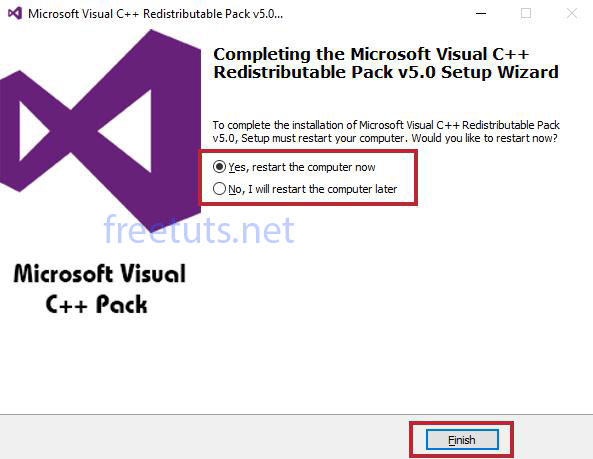 Microsoft Visual C++ Redistributable Pack v5.0...
Completing the Microsoft Visual C++
Redistributable Pack v5.0 Setup Wizard
To complete the installation of Microsoft Visual C++ Redistributable Pack
v5.0, Setup must restart your computer. Would you like to restart now?
Yes, restart the computer now
No, I will restart the computer later
freetuts.net
Microsoft Visual
C++ Pack
Finish